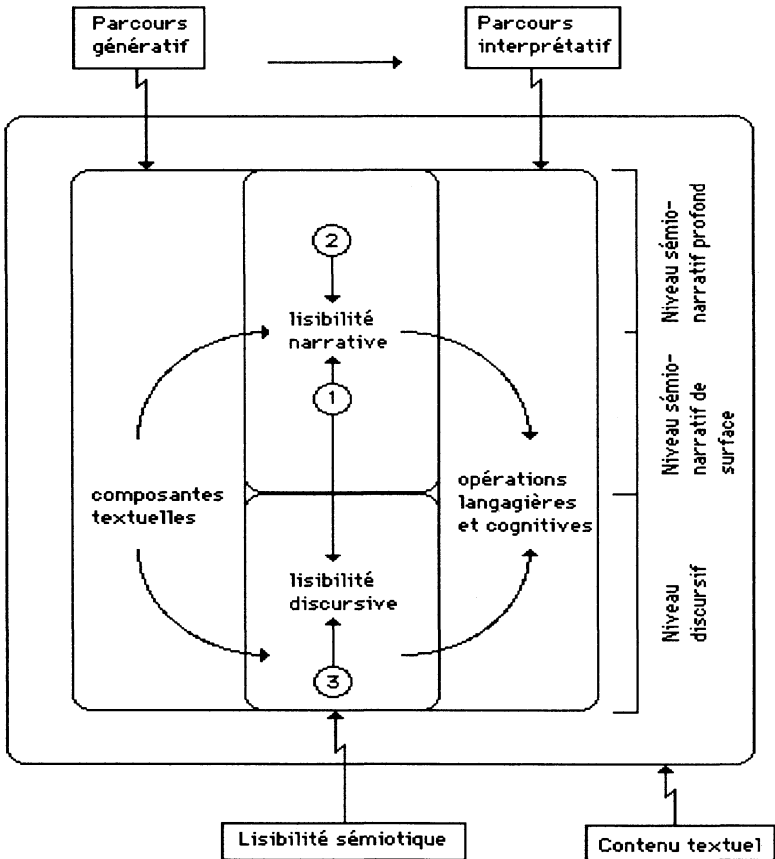 Parcours
génératif
Parcours
interprétatif
2
lisibilité
narrative
1
composantes
textuelles
opérations
langagières
et cognitives
lisibilité
discursive
3
Niveau sémio-
narratif profond
Niveau sémio-
narratif de
surface
Niveau
discursif
Lisibilité sémiotique
Contenu textuel